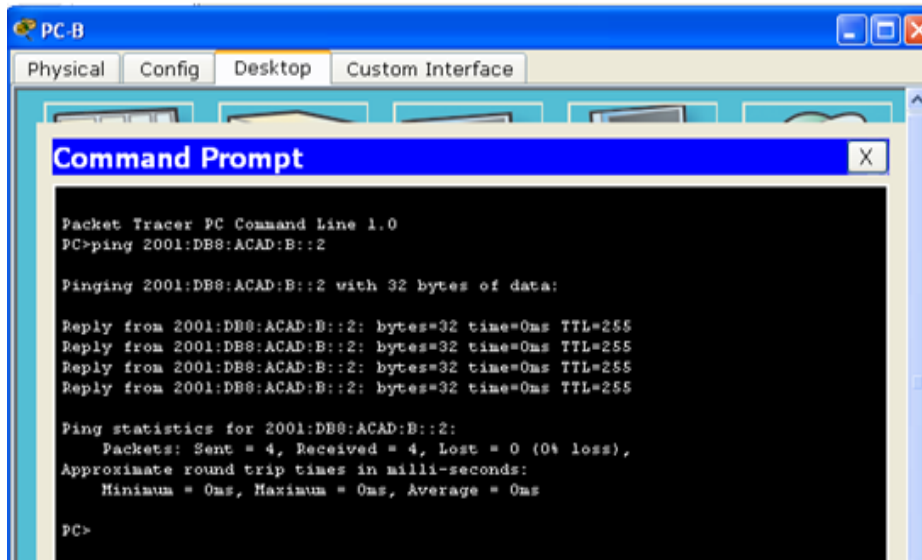 PC-B
Physical Config Desktop Custom Interface
Command Prompt X
Packet Tracer PC Command Line 1.0
PC>ping 2001:DB8:ACAD:B::2
Pinging 2001:DB8:ACAD:B::2 with 32 bytes of data:
Reply from 2001:DB8:ACAD:B::2: bytes=32 time=0ms TTL=255
Reply from 2001:DB8:ACAD:B::2: bytes=32 time=0ms TTL=255
Reply from 2001:DB8:ACAD:B::2: bytes=32 time=0ms TTL=255
Reply from 2001:DB8:ACAD:B::2: bytes=32 time=0ms TTL=255
Ping statistics for 2001:DB8:ACAD:B::2:
Packets: Sent = 4, Received = 4, Lost = 0 (0% loss),
Approximate round trip times in milli-seconds:
Minimum = 0ms, Maximum = 0ms, Average = 0ms
PC>